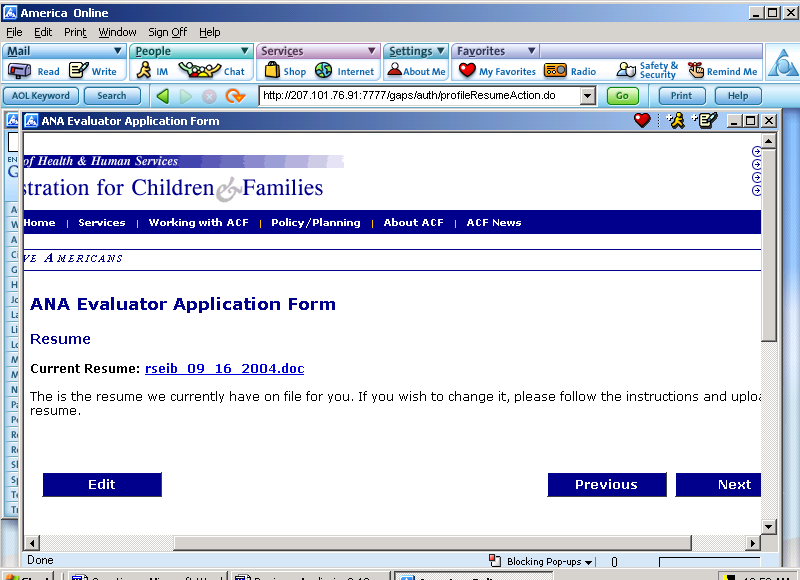 America Online
File Edit Print Window Sign Off Help
Mail People Services Settings Favorites
Read Write IM Chat Shop Internet About Me My Favorites Radio Safety & Security Remind Me
AOL Keyword Search http://207.101.76.91:7777/gaps/auth/profileResumeAction.do Go Print Help
ANA Evaluator Application Form
of Health & Human Services
stration for Children & Families
Home | Services | Working with ACF | Policy/Planning | About ACF | ACF News
VE AMERICANS
ANA Evaluator Application Form
Resume
Current Resume: rseib_09_16_2004.doc
The is the resume we currently have on file for you. If you wish to change it, please follow the instructions and uploa
resume.
Edit Previous Next
Done Blocking Pop-ups 0